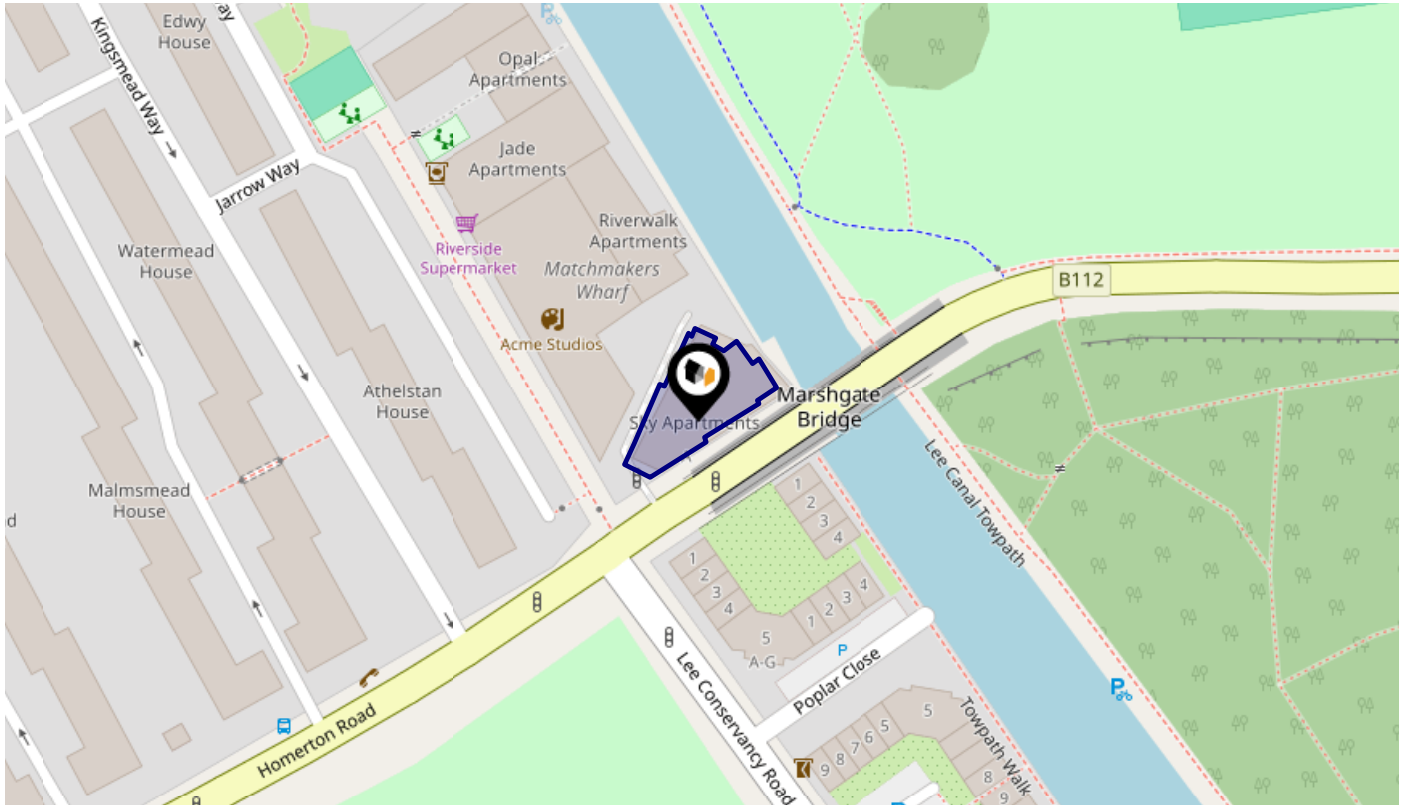 Edwy
House
Kingsmead Way
ay
Opal
Apartments
Jade
Apartments
Jarrow Way
Riverwalk
Apartments
Watermead
House
Riverside
Supermarket
Matchmakers
Wharf
B112
Acme Studios
Athelstan
House
Sky Apartments
Marshgate
Bridge
Lee Canal Towpath
Malmsmead
House
d
1
2
3
4
1
2
3
4
4
3
2
1
5
A-G
P
Poplar Close
Lee Conservancy Road
Homerton Road
Towpath Walk
P
5
5
6
7
8
9
8
9
P
P